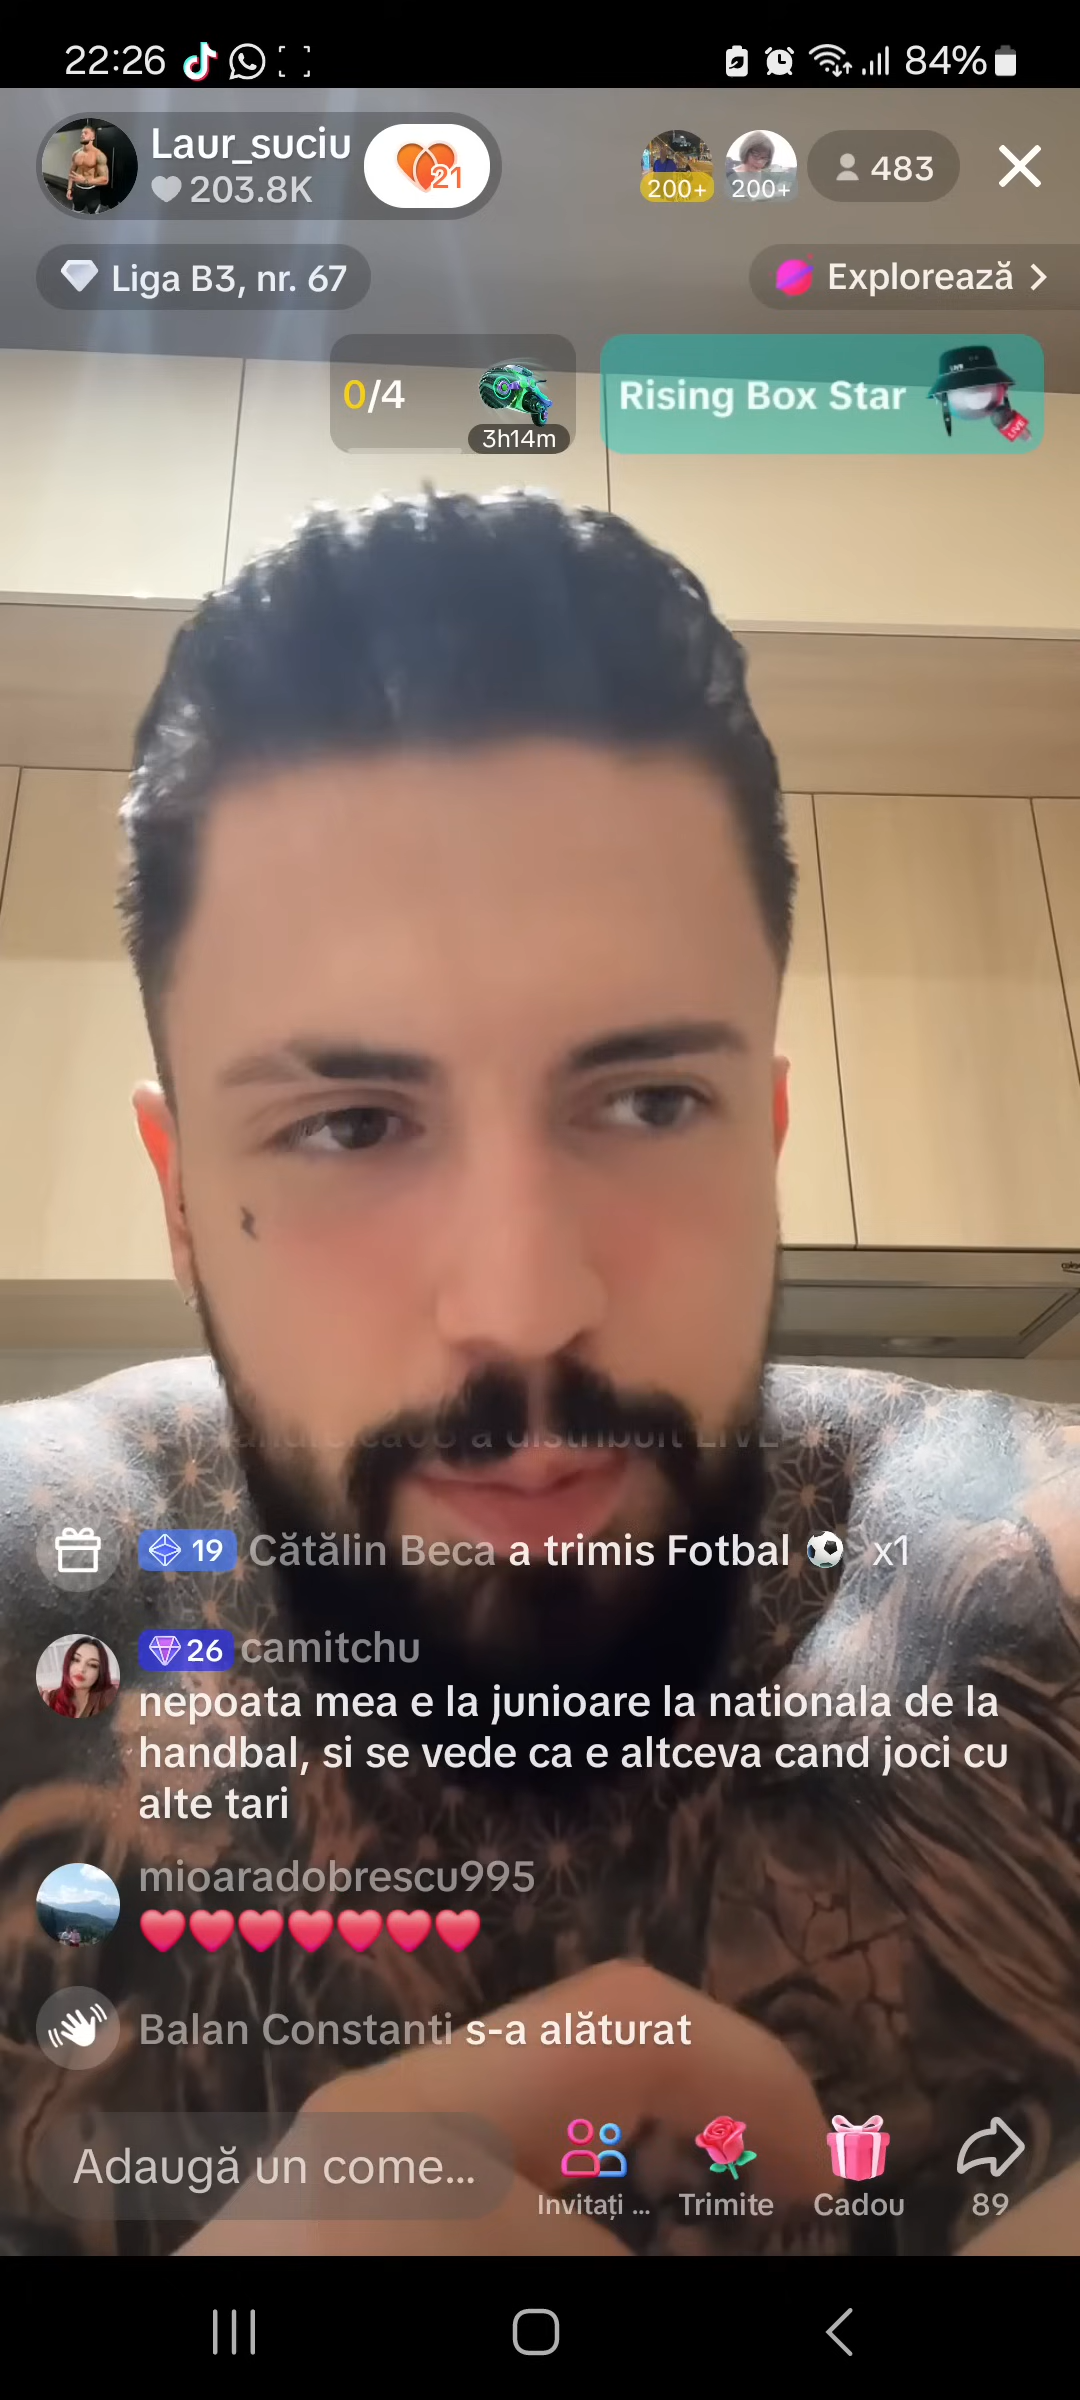 22:26
84%
Laur_suciu
203.8K
21
200+
200+
483
Liga B3, nr. 67
Explorează
0/4
3h14m
Rising Box Star
LIVE
a distribuit LIVE
19 Cătălin Beca a trimis Fotbal x1
26 camitchu
nepoata mea e la junioare la nationala de la
handbal, si se vede ca e altceva cand joci cu
alte tari
mioaradobrescu995
Balan Constanti s-a alăturat
Adaugă un come...
Invitați ...
Trimite
Cadou
89